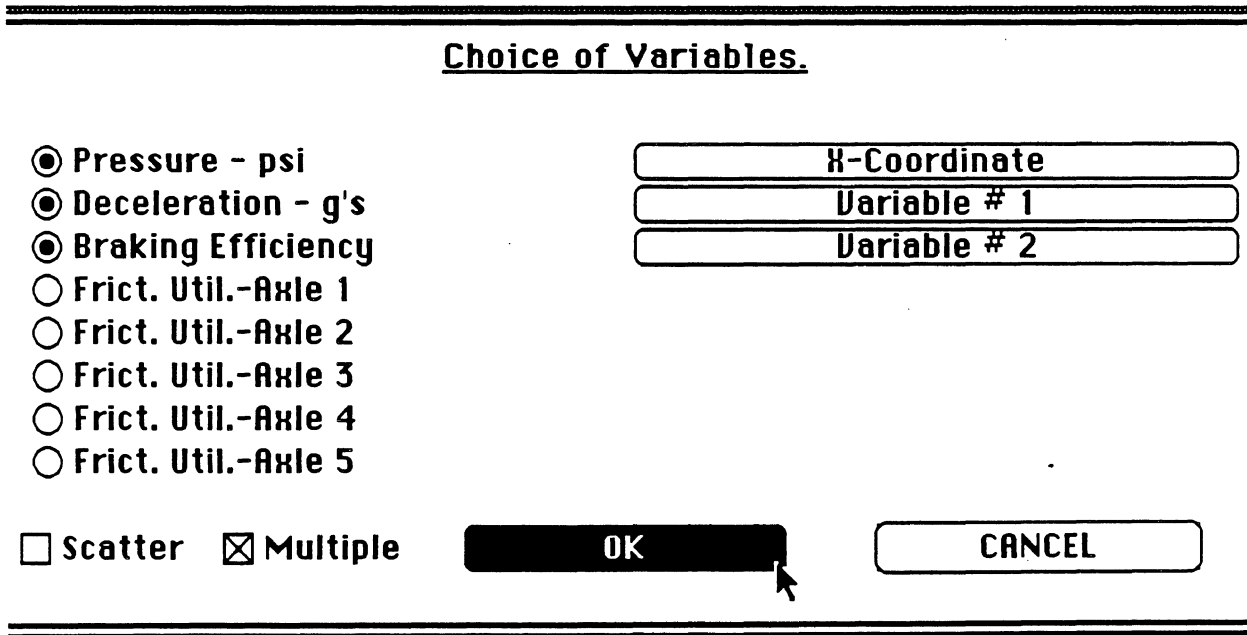 Choice of Variables.
Pressure - psi X-Coordinate
Deceleration - g's Variable # 1
Braking Efficiency Variable # 2
Frict. Util.-Axle 1
Frict. Util.-Axle 2
Frict. Util.-Axle 3
Frict. Util.-Axle 4
Frict. Util.-Axle 5
Scatter Multiple OK CANCEL